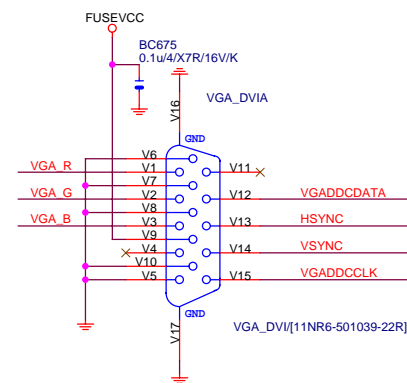 FUSEVCC
BC675
0.1u/4/X7R/16V/K
V16
VGA_DVIA
GND
V6
VGA_R V1 V11
V7
VGA_G V2 V12 VGADDCDATA
V8
VGA_B V3 V13 HSYNC
V9
V4 V14 VSYNC
V10
V5 V15 VGADDCCLK
GND
V17
VGA_DVI/[11NR6-501039-22R]